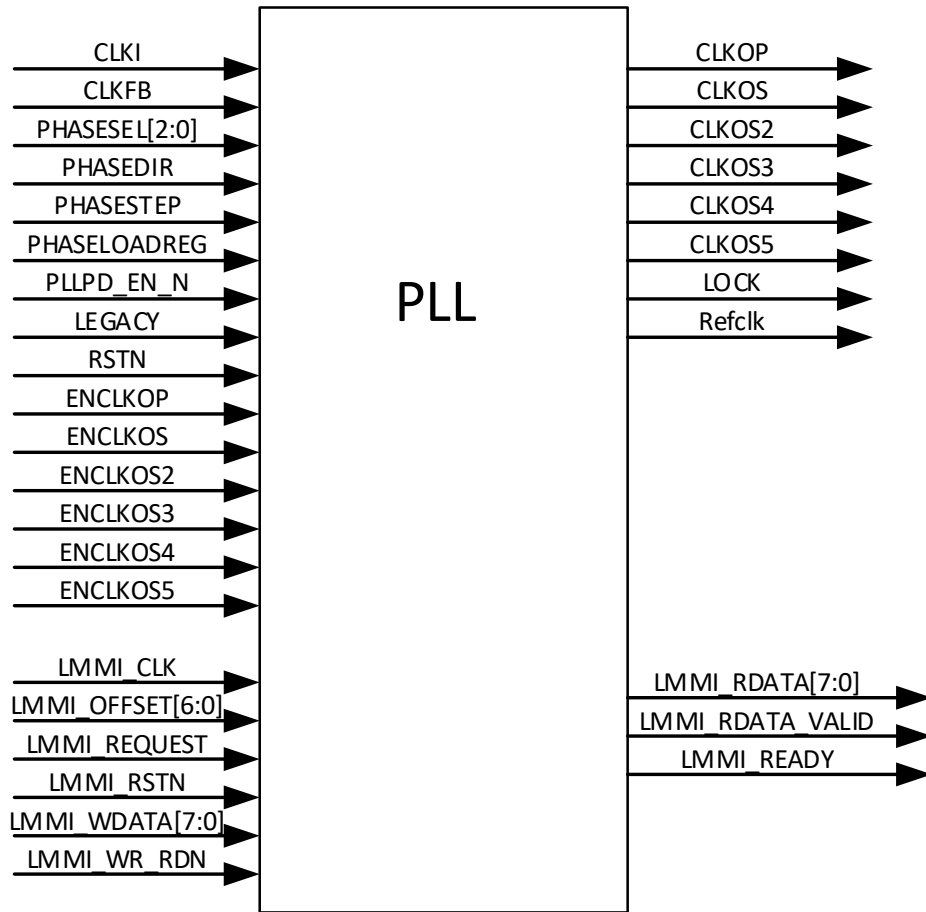 CLKI
CLKFB
PHASESEL[2:0]
PHASEDIR
PHASESTEP
PHASELOADREG
PLLPD_EN_N
LEGACY
RSTN
ENCLKOP
ENCLKOS
ENCLKOS2
ENCLKOS3
ENCLKOS4
ENCLKOS5
LMMI_CLK
LMMI_OFFSET[6:0]
LMMI_REQUEST
LMMI_RSTN
LMMI_WDATA[7:0]
LMMI_WR_RDN
PLL
CLKOP
CLKOS
CLKOS2
CLKOS3
CLKOS4
CLKOS5
LOCK
Refclk
LMMI_RDATA[7:0]
LMMI_RDATA_VALID
LMMI_READY